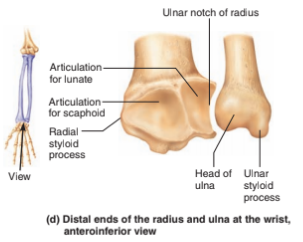 Ulnar notch of radius
Articulation
for lunate
Articulation
for scaphoid
Radial
styloid
process
View
Head of
ulna
Ulnar
styloid
process
(d) Distal ends of the radius and ulna at the wrist,
anteroinferior view